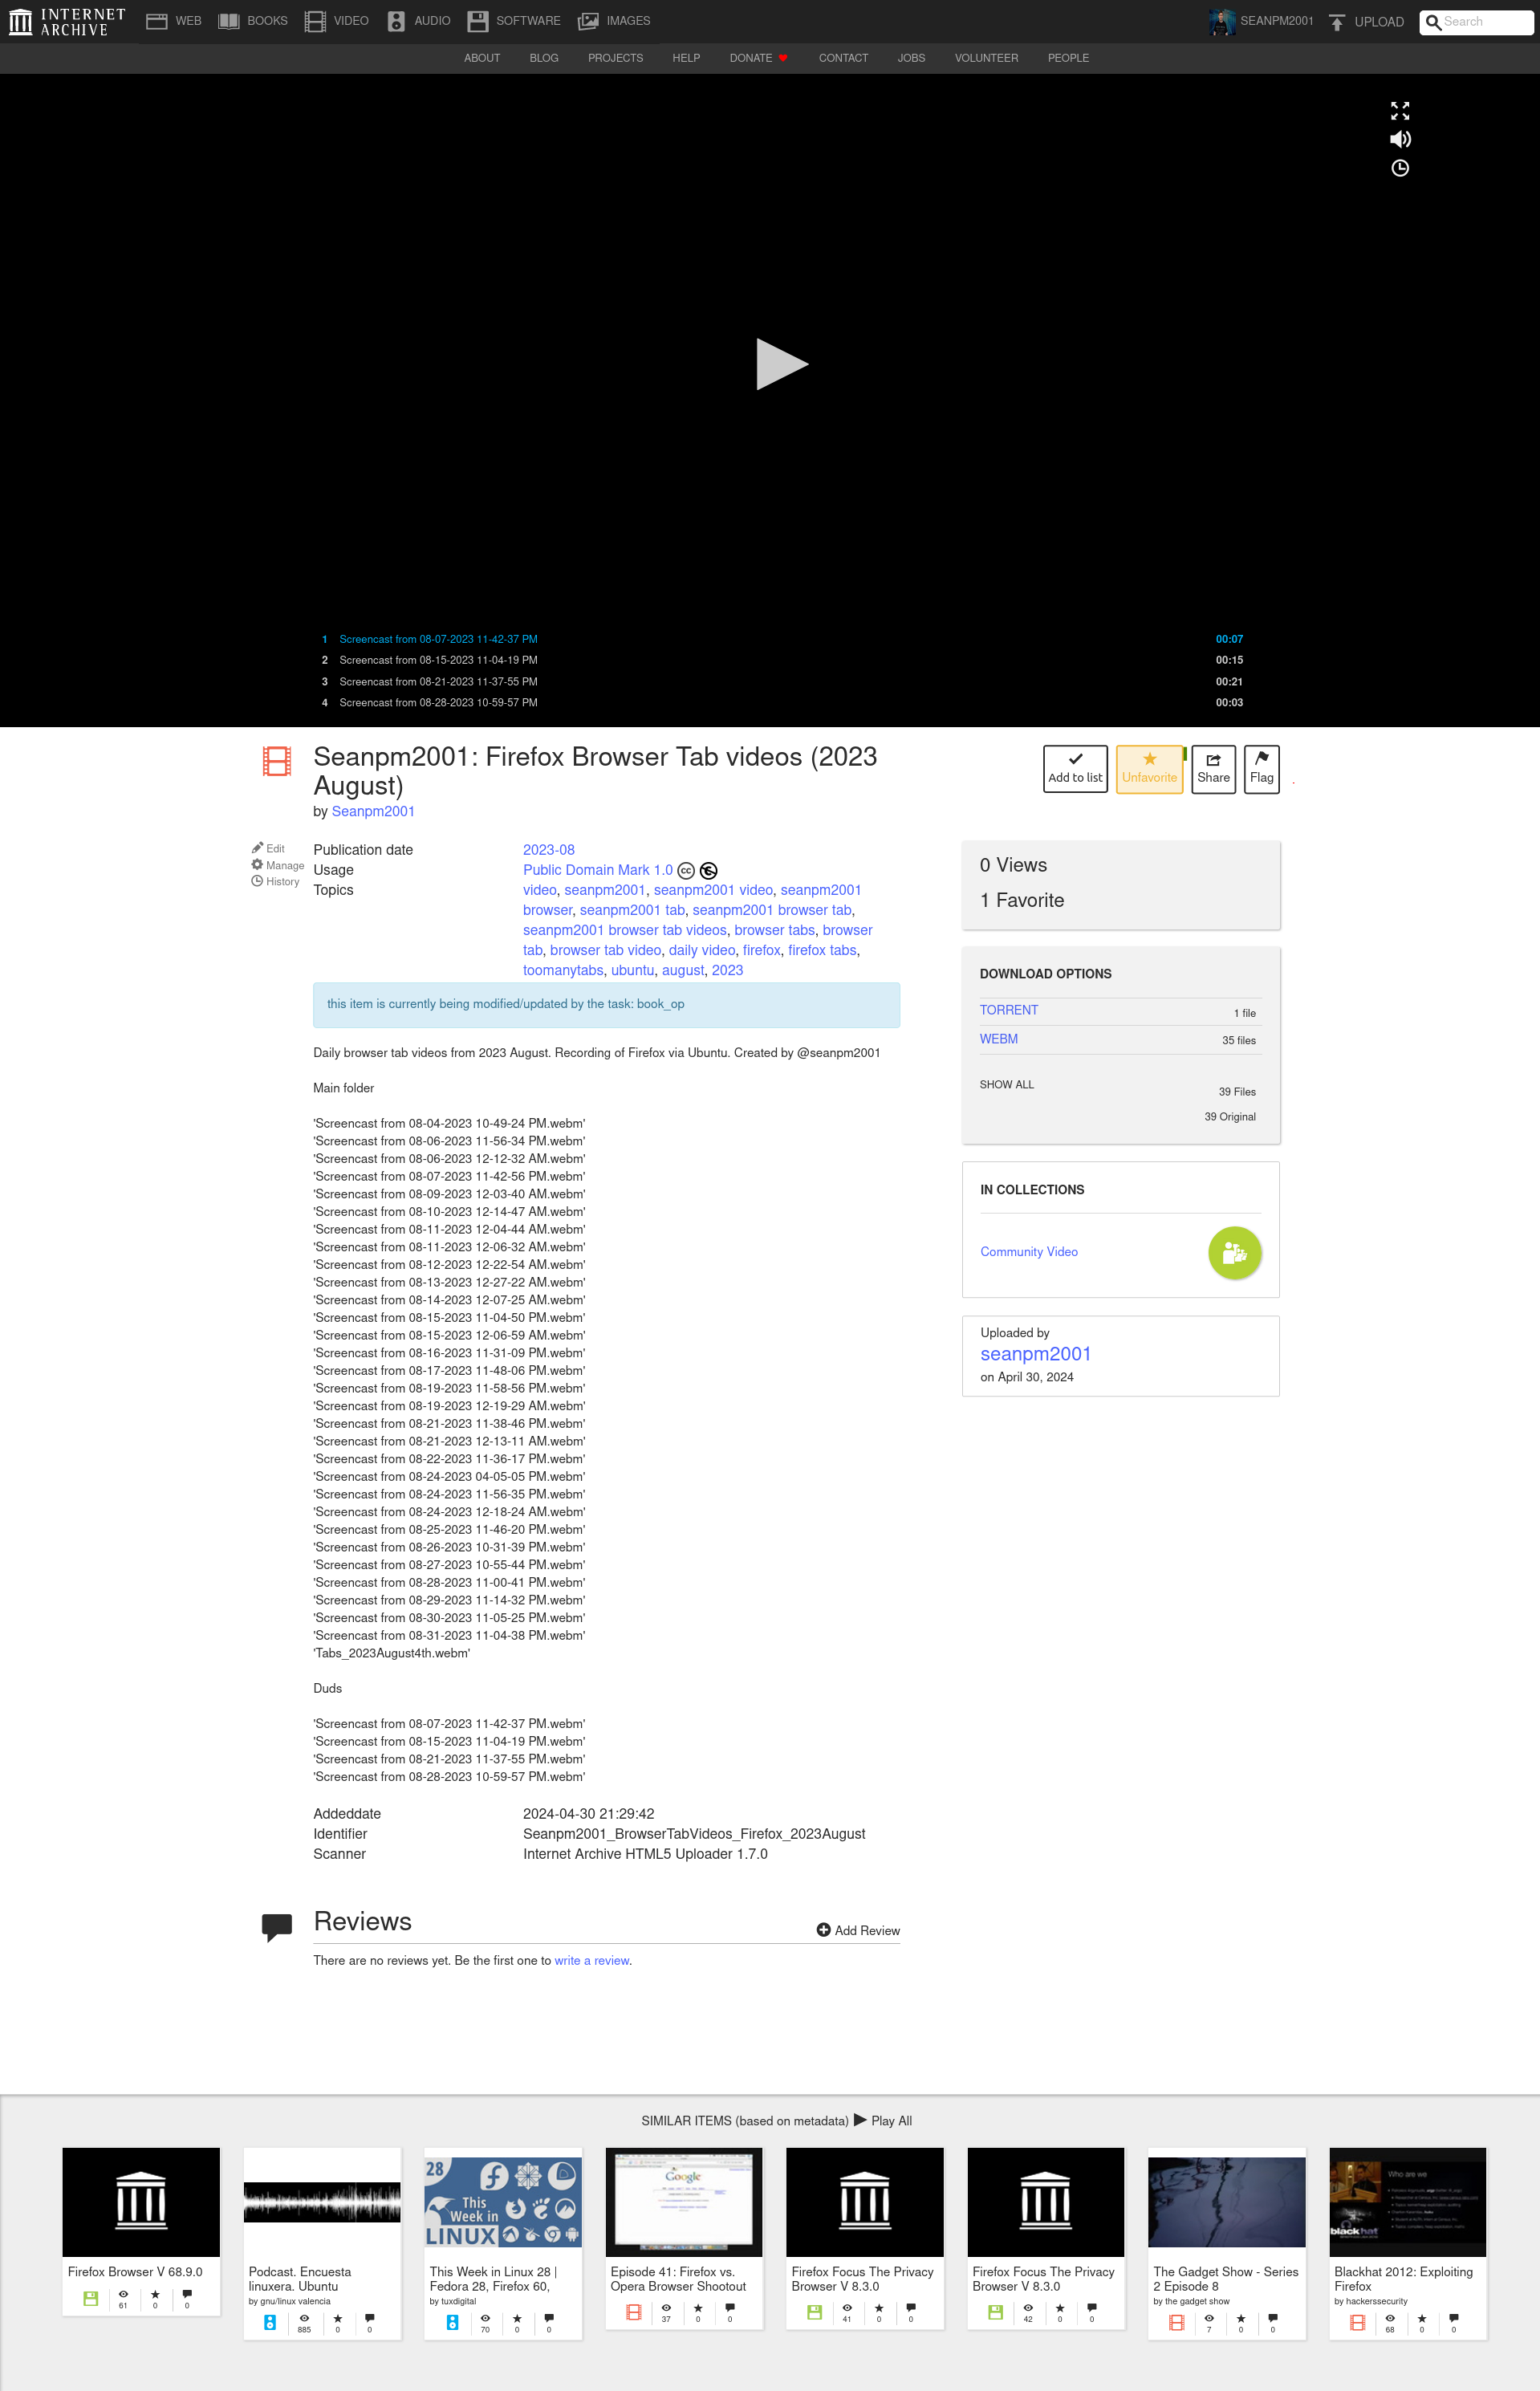 INTERNET ARCHIVE
WEB BOOKS VIDEO AUDIO SOFTWARE IMAGES SEANPM2001 UPLOAD Search
ABOUT BLOG PROJECTS HELP DONATE CONTACT JOBS VOLUNTEER PEOPLE
1 Screencast from 08-07-2023 11-42-37 PM 00:07
2 Screencast from 08-15-2023 11-04-19 PM 00:15
3 Screencast from 08-21-2023 11-37-55 PM 00:21
4 Screencast from 08-28-2023 10-59-57 PM 00:03
Seanpm2001: Firefox Browser Tab videos (2023
August)
by Seanpm2001
Add to list Unfavorite Share Flag
Edit
Manage
History
Publication date 2023-08
Usage Public Domain Mark 1.0
Topics video, seanpm2001, seanpm2001 video, seanpm2001
browser, seanpm2001 tab, seanpm2001 browser tab,
seanpm2001 browser tab videos, browser tabs, browser
tab, browser tab video, daily video, firefox, firefox tabs,
toomanytabs, ubuntu, august, 2023
this item is currently being modified/updated by the task: book_op
Daily browser tab videos from 2023 August. Recording of Firefox via Ubuntu. Created by @seanpm2001
Main folder
'Screencast from 08-04-2023 10-49-24 PM.webm'
'Screencast from 08-06-2023 11-56-34 PM.webm'
'Screencast from 08-06-2023 12-12-32 AM.webm'
'Screencast from 08-07-2023 11-42-56 PM.webm'
'Screencast from 08-09-2023 12-03-40 AM.webm'
'Screencast from 08-10-2023 12-14-47 AM.webm'
'Screencast from 08-11-2023 12-04-44 AM.webm'
'Screencast from 08-11-2023 12-06-32 AM.webm'
'Screencast from 08-12-2023 12-22-54 AM.webm'
'Screencast from 08-13-2023 12-27-22 AM.webm'
'Screencast from 08-14-2023 12-07-25 AM.webm'
'Screencast from 08-15-2023 11-04-50 PM.webm'
'Screencast from 08-15-2023 12-06-59 AM.webm'
'Screencast from 08-16-2023 11-31-09 PM.webm'
'Screencast from 08-17-2023 11-48-06 PM.webm'
'Screencast from 08-19-2023 11-58-56 PM.webm'
'Screencast from 08-19-2023 12-19-29 AM.webm'
'Screencast from 08-21-2023 11-38-46 PM.webm'
'Screencast from 08-21-2023 12-13-11 AM.webm'
'Screencast from 08-22-2023 11-36-17 PM.webm'
'Screencast from 08-24-2023 04-05-05 PM.webm'
'Screencast from 08-24-2023 11-56-35 PM.webm'
'Screencast from 08-24-2023 12-18-24 AM.webm'
'Screencast from 08-25-2023 11-46-20 PM.webm'
'Screencast from 08-26-2023 10-31-39 PM.webm'
'Screencast from 08-27-2023 10-55-44 PM.webm'
'Screencast from 08-28-2023 11-00-41 PM.webm'
'Screencast from 08-29-2023 11-14-32 PM.webm'
'Screencast from 08-30-2023 11-05-25 PM.webm'
'Screencast from 08-31-2023 11-04-38 PM.webm'
'Tabs_2023August4th.webm'
Duds
'Screencast from 08-07-2023 11-42-37 PM.webm'
'Screencast from 08-15-2023 11-04-19 PM.webm'
'Screencast from 08-21-2023 11-37-55 PM.webm'
'Screencast from 08-28-2023 10-59-57 PM.webm'
Addeddate 2024-04-30 21:29:42
Identifier Seanpm2001_BrowserTabVideos_Firefox_2023August
Scanner Internet Archive HTML5 Uploader 1.7.0
0 Views
1 Favorite
DOWNLOAD OPTIONS
TORRENT 1 file
WEBM 35 files
SHOW ALL 39 Files
39 Original
IN COLLECTIONS
Community Video
Uploaded by
seanpm2001
on April 30, 2024
Reviews
Add Review
There are no reviews yet. Be the first one to write a review.
SIMILAR ITEMS (based on metadata) Play All
Firefox Browser V 68.9.0
61 0 0
Podcast. Encuesta
linuxera. Ubuntu
by gnu/linux valencia
885 0 0
28
This
Week in
LINUX
This Week in Linux 28 |
Fedora 28, Firefox 60,
by tuxdigital
70 0 0
Google
Episode 41: Firefox vs.
Opera Browser Shootout
37 0 0
Firefox Focus The Privacy
Browser V 8.3.0
41 0 0
Firefox Focus The Privacy
Browser V 8.3.0
42 0 0
The Gadget Show - Series
2 Episode 8
by the gadget show
7 0 0
Who are we
black hat
Blackhat 2012: Exploiting
Firefox
by hackerssecurity
68 0 0